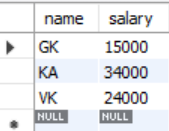 name salary
GK 15000
KA 34000
VK 24000
NULL NULL